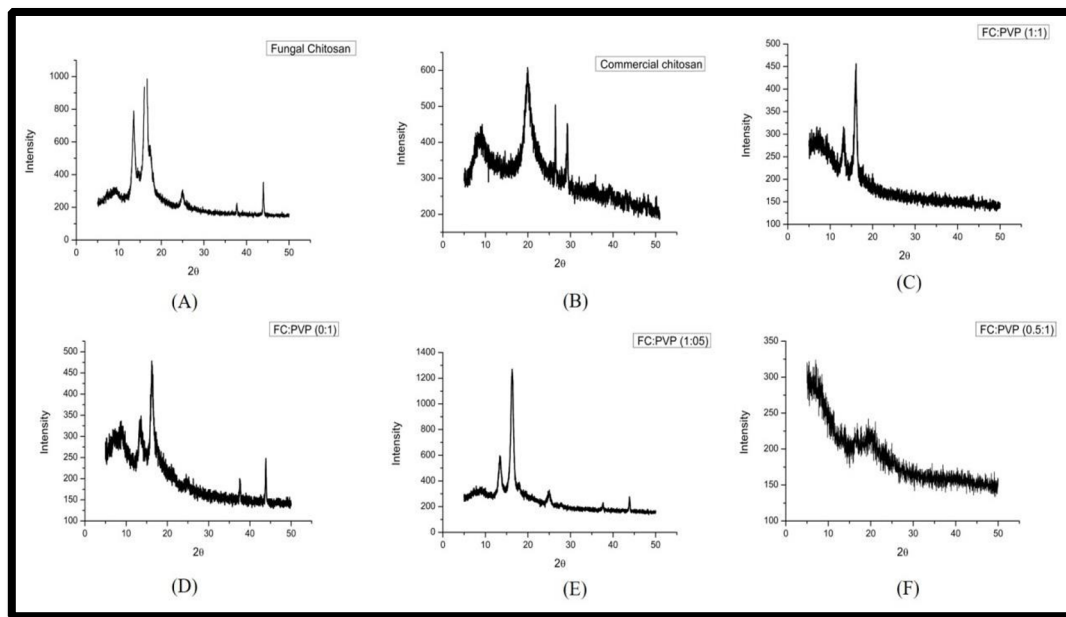 Fungal Chitosan
1000
800
600
400
200
0
Intensity
0 10 20 30 40 50
2θ
(A)
Commercial chitosan
600
500
400
300
200
Intensity
0 10 20 30 40 50
2θ
(B)
FC:PVP (1:1)
500
450
400
350
300
250
200
150
100
Intensity
0 10 20 30 40 50
2θ
(C)
FC:PVP (0:1)
500
450
400
350
300
250
200
150
100
Intensity
0 10 20 30 40 50
2θ
(D)
FC:PVP (1:05)
1400
1200
1000
800
600
400
200
0
Intensity
0 10 20 30 40 50
2θ
(E)
FC:PVP (0.5:1)
350
300
250
200
150
100
Intensity
0 10 20 30 40 50
2θ
(F)